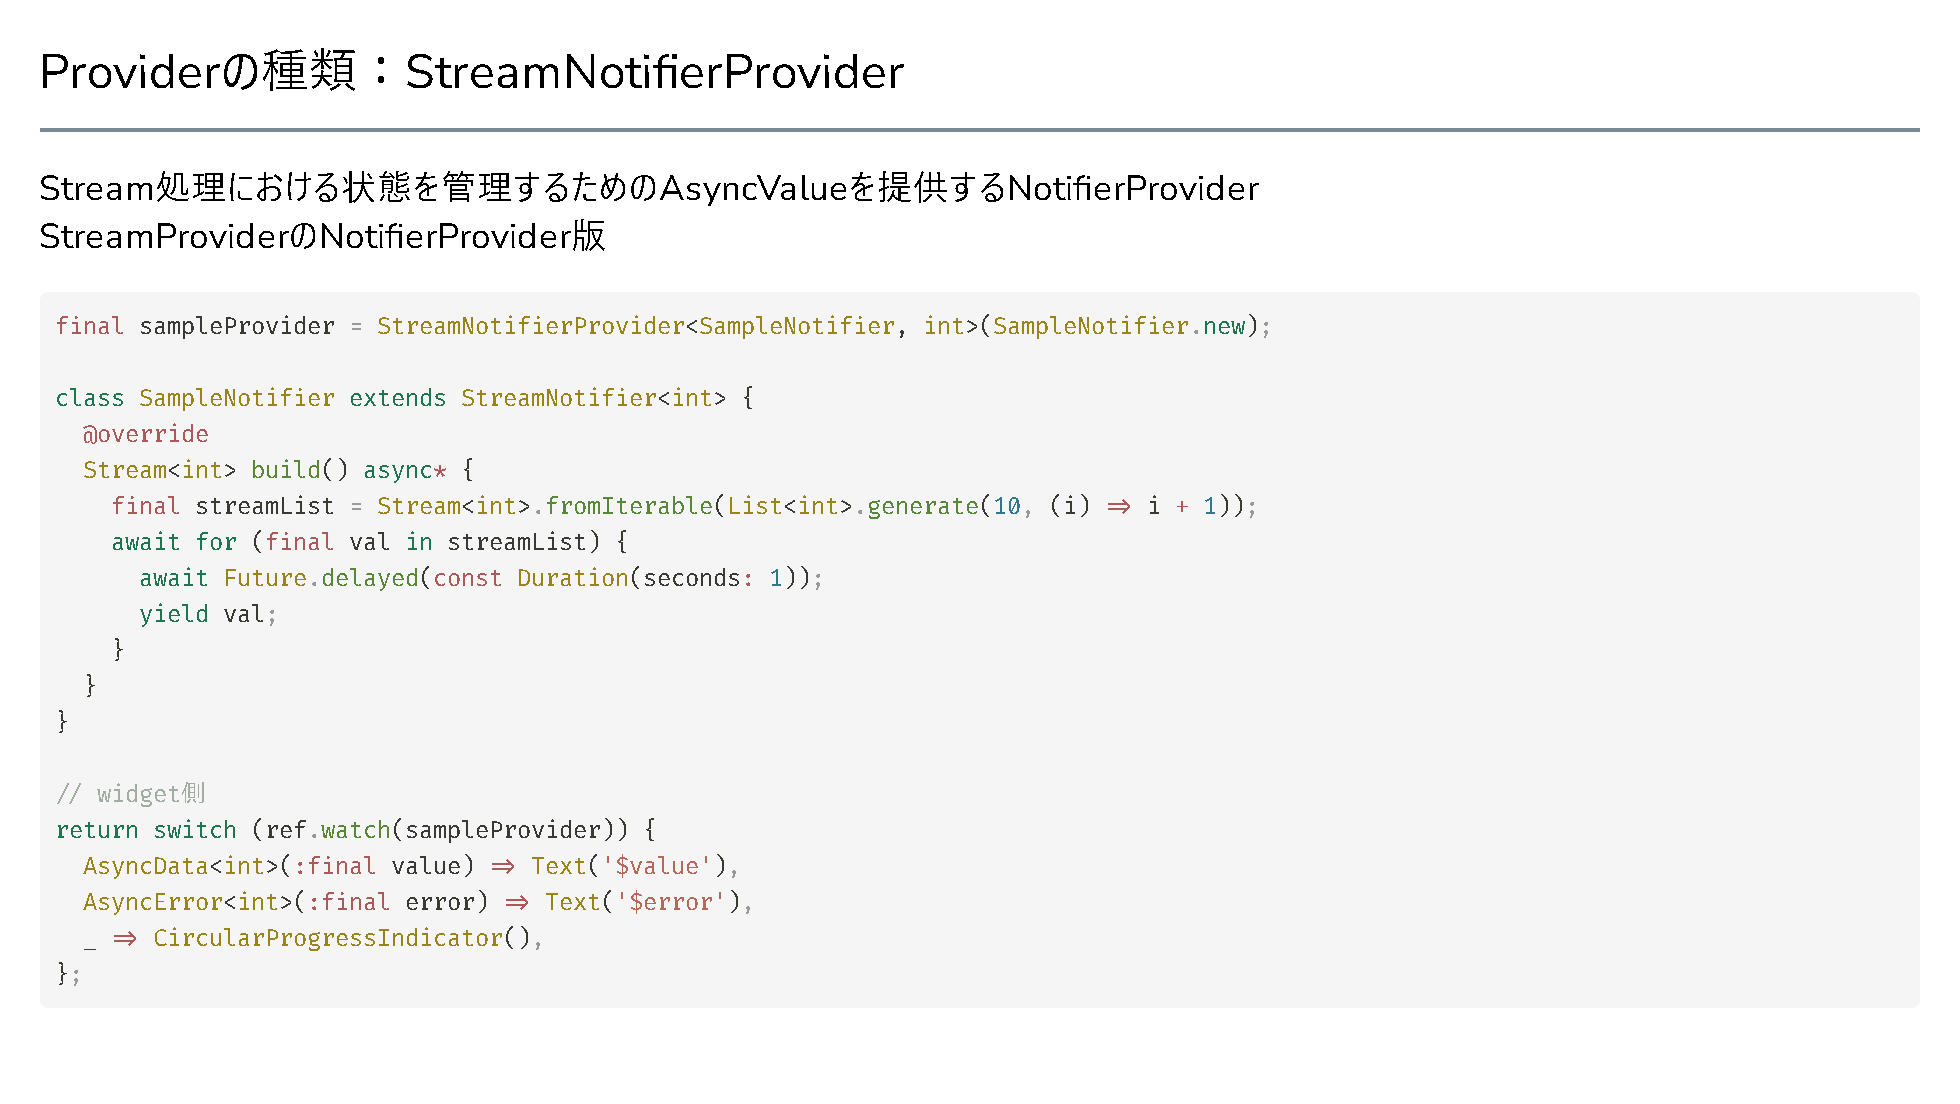 Providerの種類：StreamNotifierProvider
Stream処理における状態を管理するためのAsyncValueを提供するNotifierProvider
StreamProviderのNotifierProvider版
final sampleProvider = StreamNotifierProvider<SampleNotifier, int>(SampleNotifier.new);
class SampleNotifier extends StreamNotifier<int> {
  @override
  Stream<int> build() async* {
    final streamList = Stream<int>.fromIterable(List<int>.generate(10, (i) => i + 1));
    await for (final val in streamList) {
      await Future.delayed(const Duration(seconds: 1));
      yield val;
    }
  }
}
// widget側
return switch (ref.watch(sampleProvider)) {
  AsyncData<int>(:final value) => Text('$value'),
  AsyncError<int>(:final error) => Text('$error'),
  _ => CircularProgressIndicator(),
};